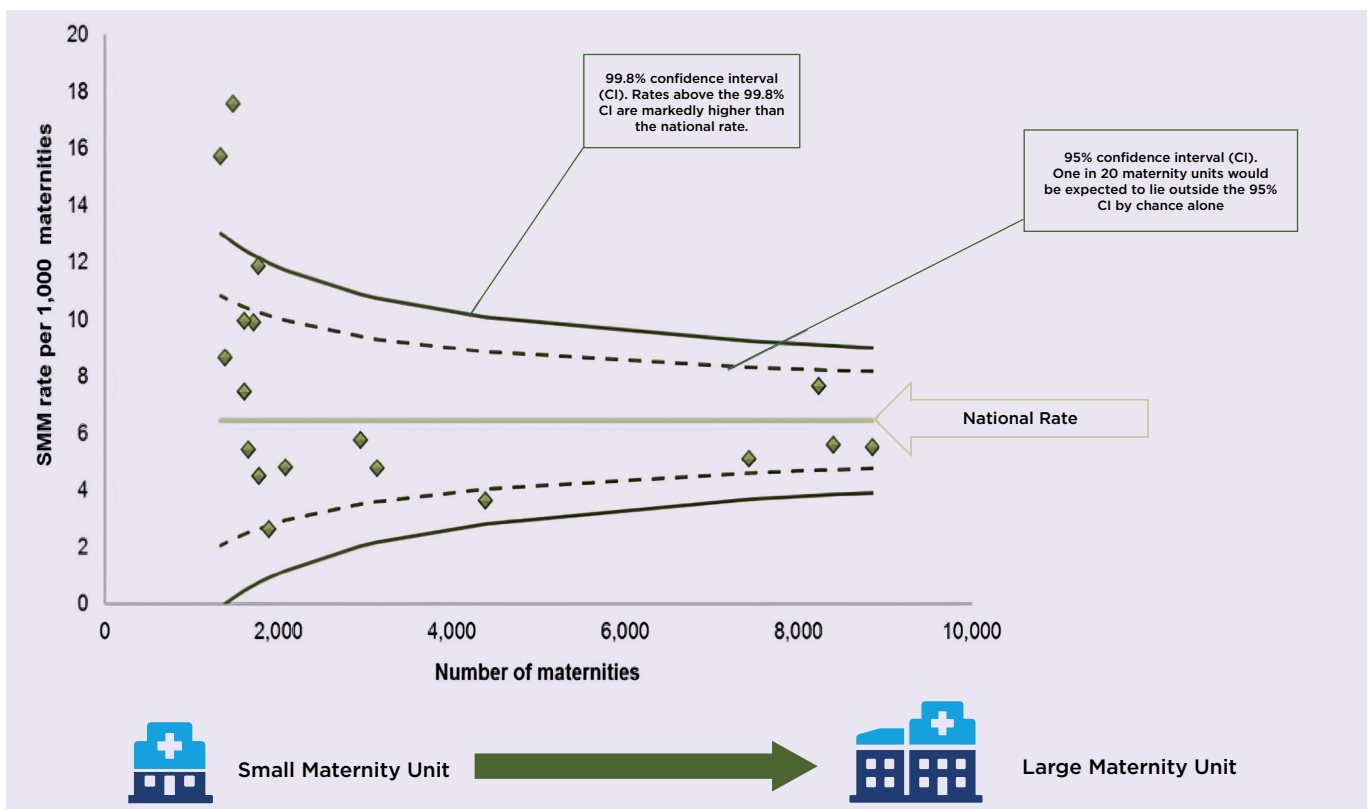 20
18
16
14
12
10
8
6
4
2
0
SMM rate per 1,000 maternities
99.8% confidence interval
(CI). Rates above the 99.8%
CI are markedly higher than
the national rate.
95% confidence interval (CI).
One in 20 maternity units would
be expected to lie outside the 95%
CI by chance alone
National Rate
0
2,000
4,000
6,000
8,000
10,000
Number of maternities
Small Maternity Unit
Large Maternity Unit